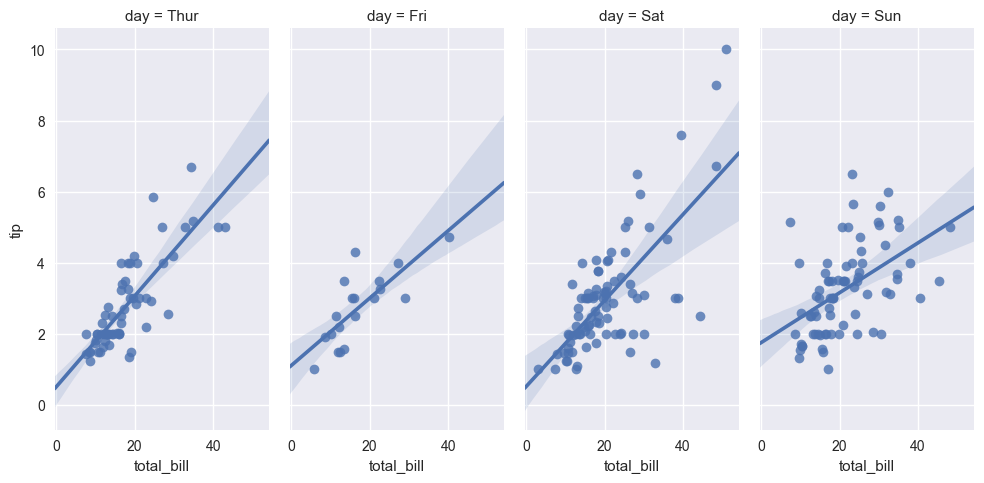 day = Thur
day = Fri
day = Sat
day = Sun
tip
10
8
6
4
2
0
0 20 40
0 20 40
0 20 40
0 20 40
total_bill
total_bill
total_bill
total_bill